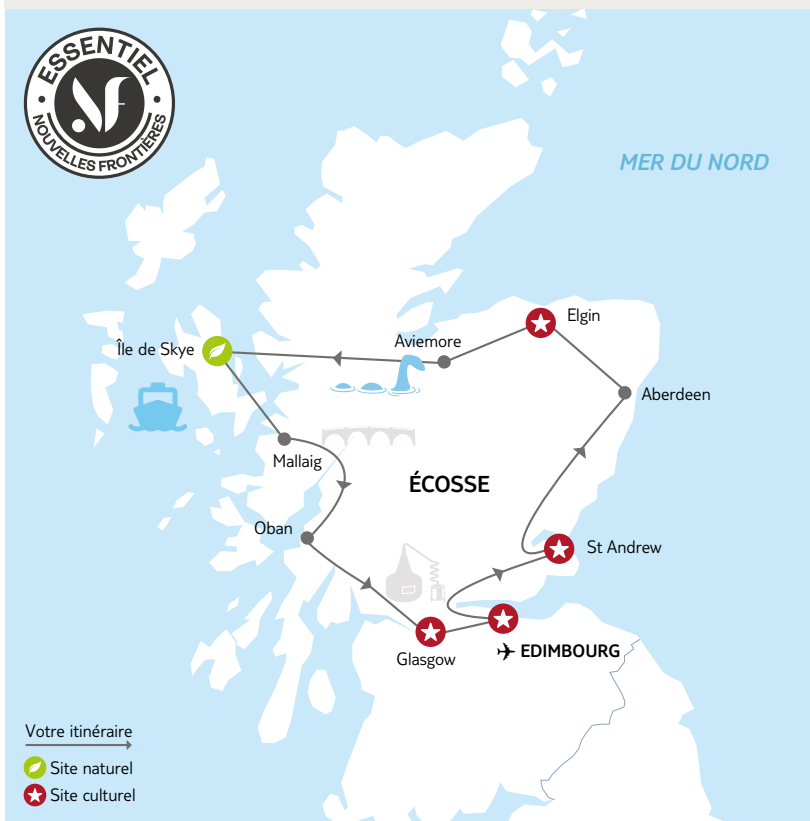 ESSENTIEL
NF
NOUVELLES FRONTIÈRES
MER DU NORD
Elgin
Aviemore
Île de Skye
Aberdeen
Mallaig
ÉCOSSE
Oban
St Andrew
Glasgow
EDIMBOURG
Votre itinéraire
Site naturel
Site culturel